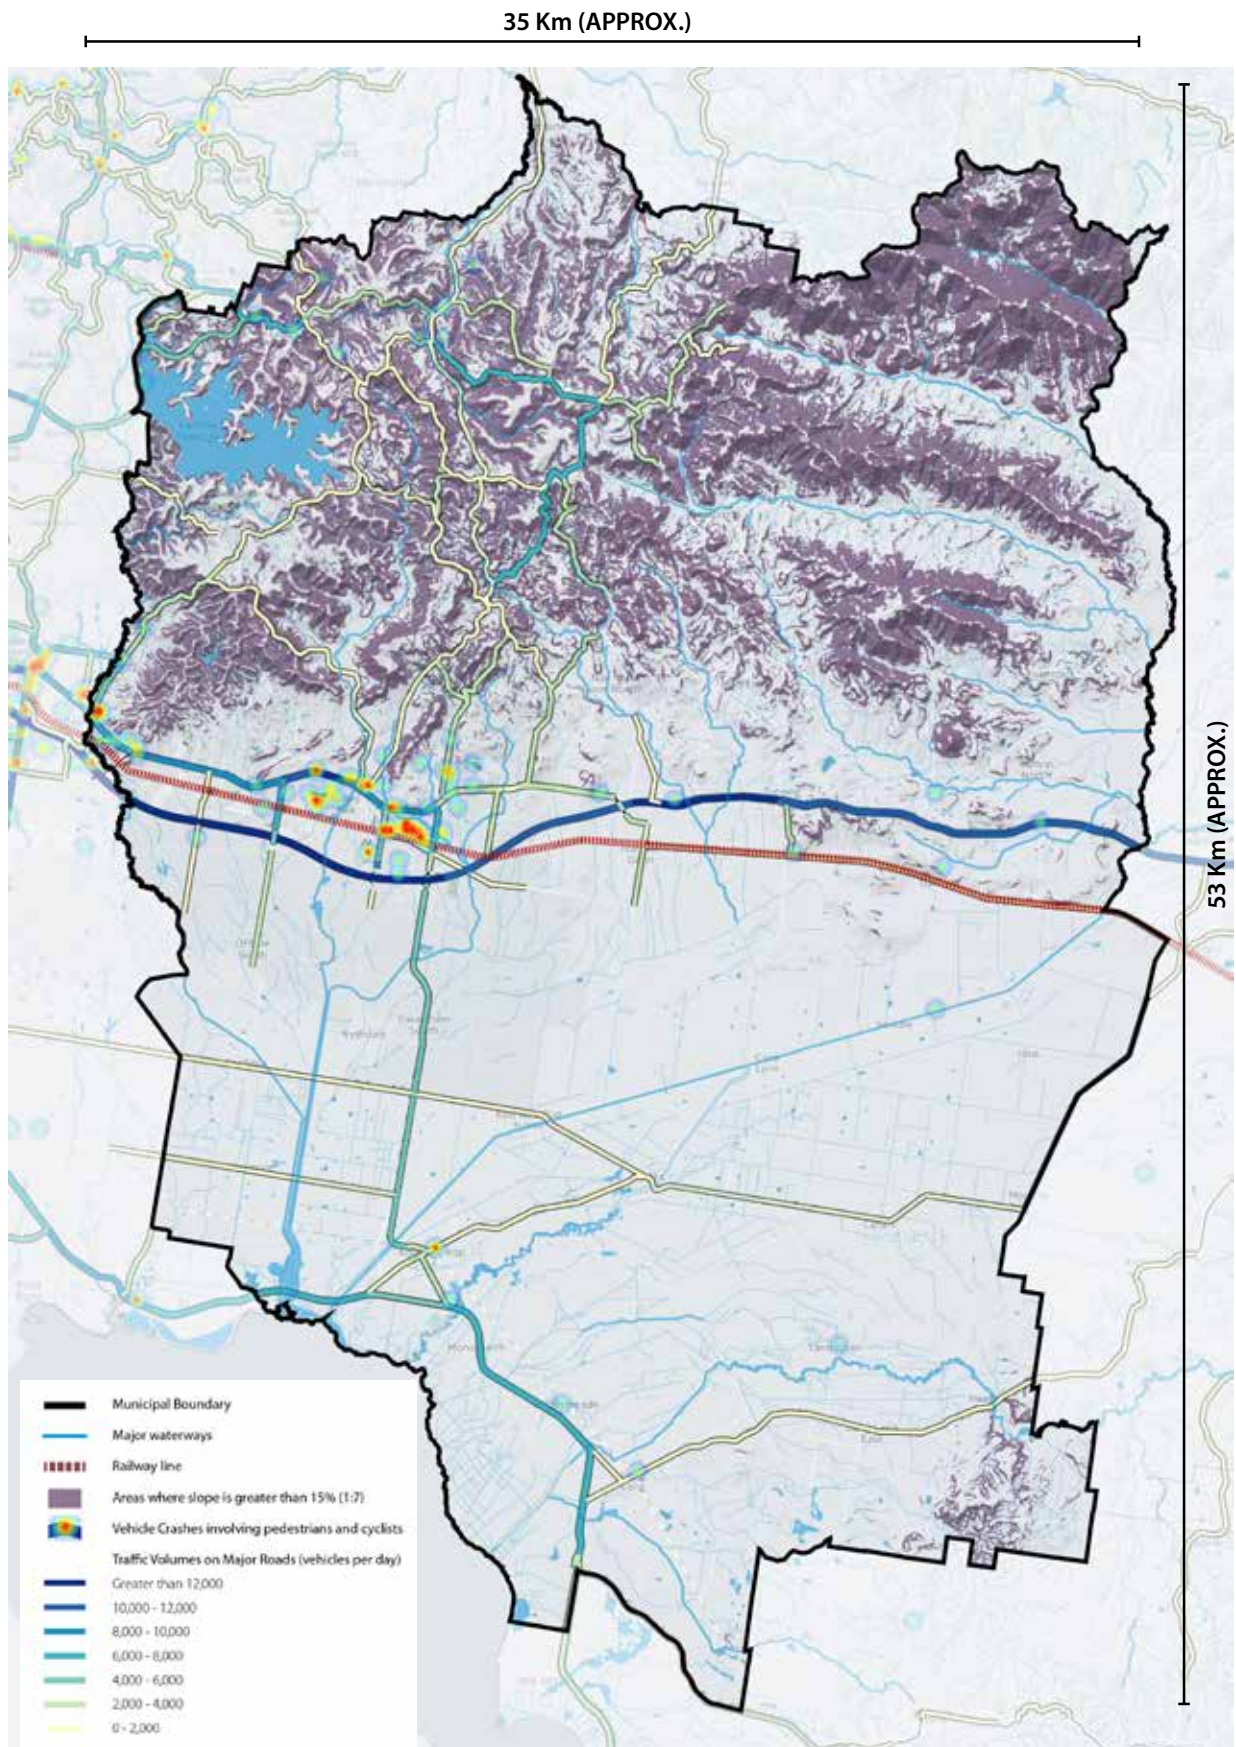 35 Km (APPROX.)
53 Km (APPROX.)
Municipal Boundary
Major waterways
Railway line
Areas where slope is greater than 15% (1:7)
Vehicle Crashes involving pedestrians and cyclists
Traffic Volumes on Major Roads (vehicles per day)
Greater than 12,000
10,000 - 12,000
8,000 - 10,000
6,000 - 8,000
4,000 - 6,000
2,000 - 4,000
0 - 2,000